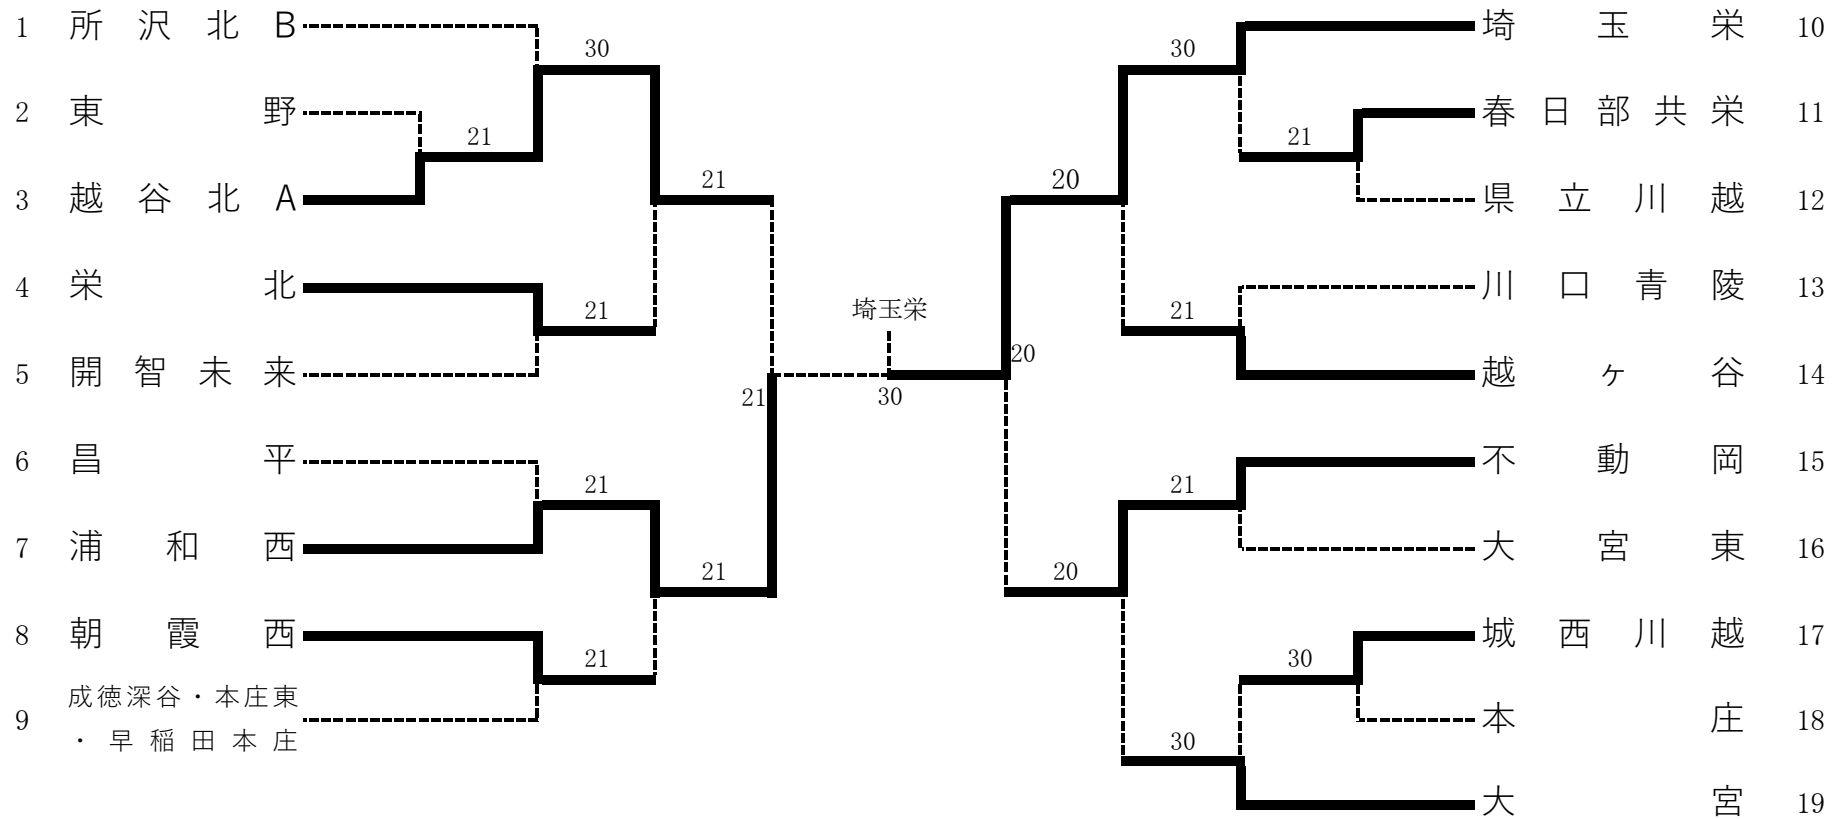 1 所沢北B
2 東野
21
3 越谷北A
30
4 栄北
21
5 開智未来
21
6 昌平
21
7 浦和西
8 朝霞西
21
9 成徳深谷・本庄東
・早稲田本庄
21
21
埼玉栄
30
20
埼玉栄 10
30
春日部共栄 11
21
県立川越 12
20
川口青陵 13
21
越ヶ谷 14
不動岡 15
21
大宮東 16
20
城西川越 17
30
本庄 18
30
大宮 19